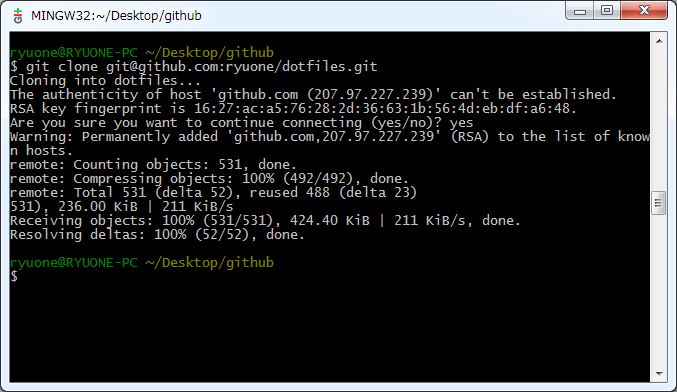 MINGW32:~/Desktop/github
ryuone@RYUONE-PC ~/Desktop/github
$ git clone git@github.com:ryuone/dotfiles.git
Cloning into dotfiles...
The authenticity of host 'github.com (207.97.227.239)' can't be established.
RSA key fingerprint is 16:27:ac:a5:76:28:2d:36:63:1b:56:4d:eb:df:a6:48.
Are you sure you want to continue connecting (yes/no)? yes
Warning: Permanently added 'github.com,207.97.227.239' (RSA) to the list of know
n hosts.
remote: Counting objects: 531, done.
remote: Compressing objects: 100% (492/492), done.
remote: Total 531 (delta 52), reused 488 (delta 23)
531), 236.00 KiB | 211 KiB/s
Receiving objects: 100% (531/531), 424.40 KiB | 211 KiB/s, done.
Resolving deltas: 100% (52/52), done.
ryuone@RYUONE-PC ~/Desktop/github
$